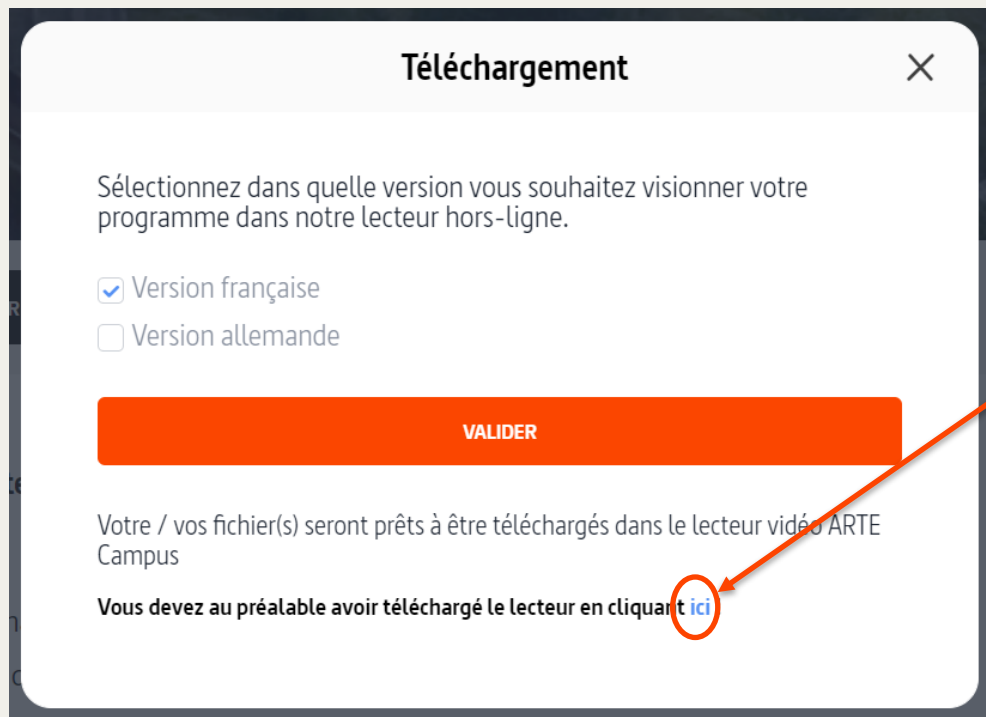 Téléchargement
Sélectionnez dans quelle version vous souhaitez visionner votre
programme dans notre lecteur hors-ligne.
Version française
Version allemande
VALIDER
Votre / vos fichier(s) seront prêts à être téléchargés dans le lecteur vidéo ARTE
Campus
Vous devez au préalable avoir téléchargé le lecteur en cliquant ici